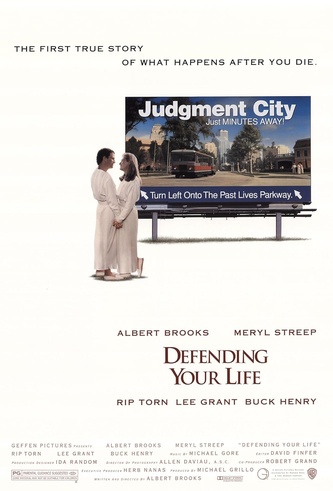 THE FIRST TRUE STORY
OF WHAT HAPPENS AFTER YOU DIE.
Judgment City
Just MINUTES AWAY!
Turn Left Onto The Past Lives Parkway.
ALBERT BROOKS MERYL STREEP
DEFENDING
YOUR LIFE
RIP TORN LEE GRANT BUCK HENRY
GEFFEN PICTURES PRESENTS ALBERT BROOKS MERYL STREEP "DEFENDING YOUR LIFE"
RIP TORN LEE GRANT BUCK HENRY MUSIC BY MICHAEL GORE EDITOR DAVID FINFER
PRODUCTION DESIGNER IDA RANDOM DIRECTOR OF PHOTOGRAPHY ALLEN DAVIAU, A.S.C. CO-PRODUCER ROBERT GRAND
PG PARENTAL GUIDANCE SUGGESTED EXECUTIVE PRODUCER HERB NANAS PRODUCED BY MICHAEL GRILLO
WRITTEN AND DIRECTED BY ALBERT BROOKS